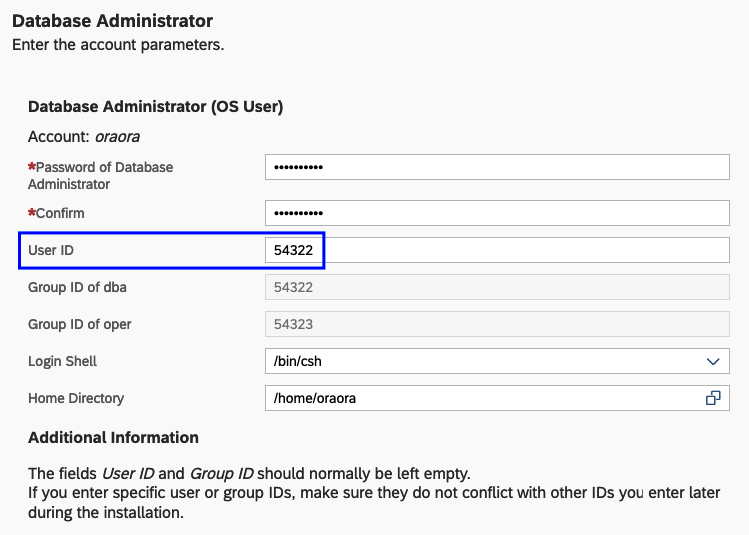 Database Administrator
Enter the account parameters.
Database Administrator (OS User)
Account: oraora
*Password of Database
Administrator
••••••••••
*Confirm
••••••••••
User ID
54322
Group ID of dba
54322
Group ID of oper
54323
Login Shell
/bin/csh
Home Directory
/home/oraora
Additional Information
The fields User ID and Group ID should normally be left empty.
If you enter specific user or group IDs, make sure they do not conflict with other IDs you enter later
during the installation.